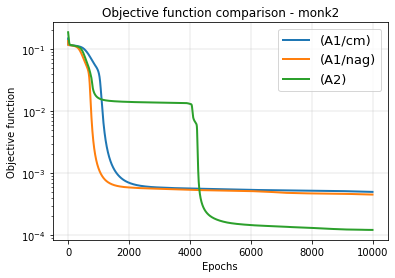 Objective function comparison - monk2
(A1/cm)
(A1/nag)
(A2)
Objective function
10⁻¹
10⁻²
10⁻³
10⁻⁴
0 2000 4000 6000 8000 10000
Epochs